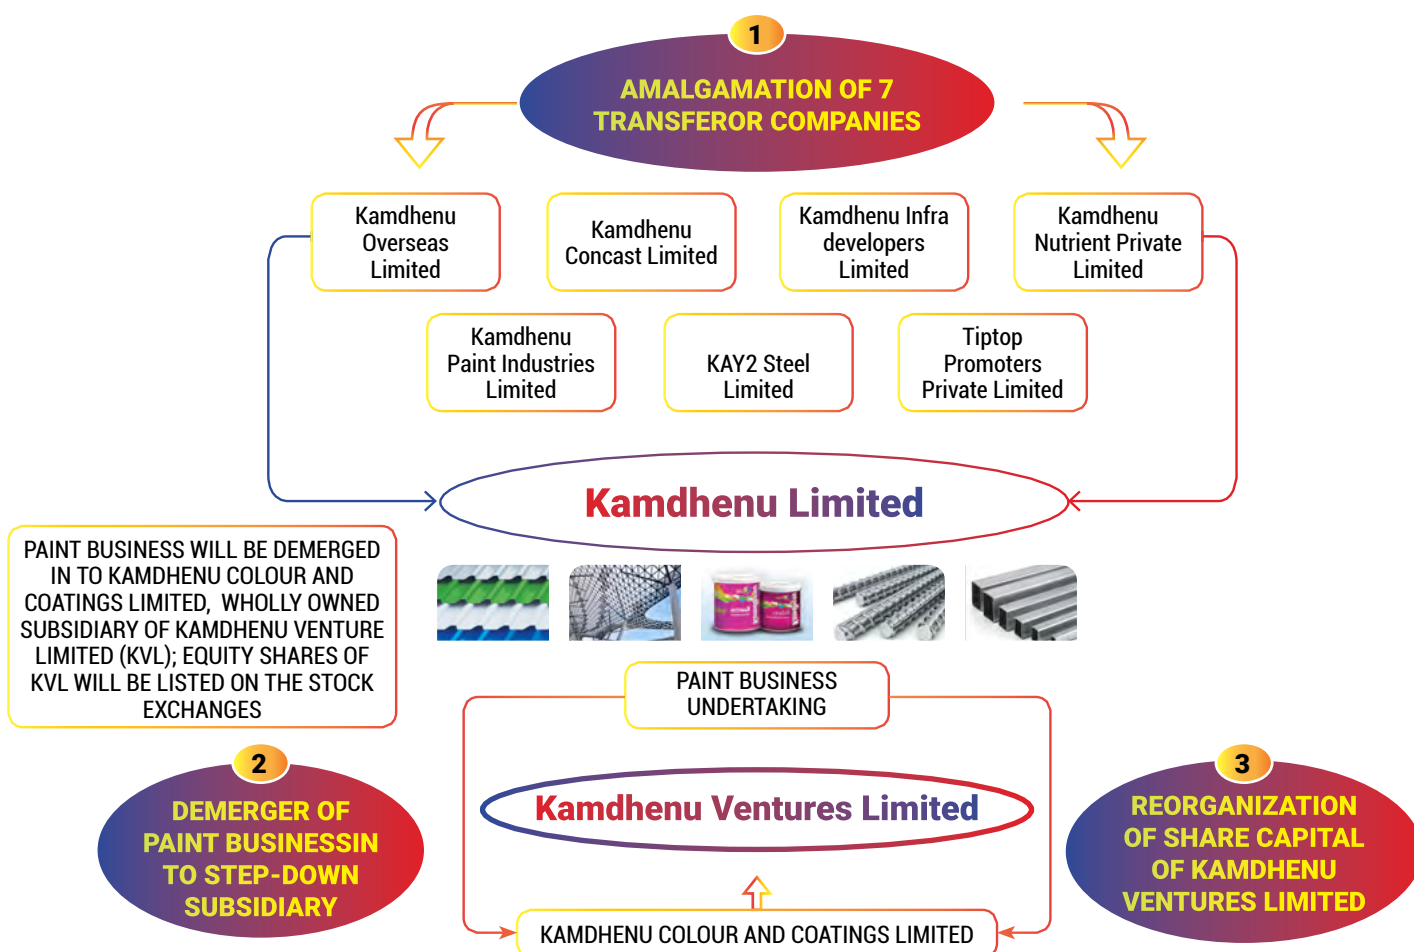 1
AMALGAMATION OF 7
TRANSFEROR COMPANIES
Kamdhenu
Overseas
Limited
Kamdhenu
Concast Limited
Kamdhenu Infra
developers
Limited
Kamdhenu
Nutrient Private
Limited
Kamdhenu
Paint Industries
Limited
KAY2 Steel
Limited
Tiptop
Promoters
Private Limited
Kamdhenu Limited
PAINT BUSINESS WILL BE DEMERGED
IN TO KAMDHENU COLOUR AND
COATINGS LIMITED, WHOLLY OWNED
SUBSIDIARY OF KAMDHENU VENTURE
LIMITED (KVL); EQUITY SHARES OF
KVL WILL BE LISTED ON THE STOCK
EXCHANGES
PAINT BUSINESS
UNDERTAKING
2
DEMERGER OF
PAINT BUSINESSIN
TO STEP-DOWN
SUBSIDIARY
Kamdhenu Ventures Limited
KAMDHENU COLOUR AND COATINGS LIMITED
3
REORGANIZATION
OF SHARE CAPITAL
OF KAMDHENU
VENTURES LIMITED